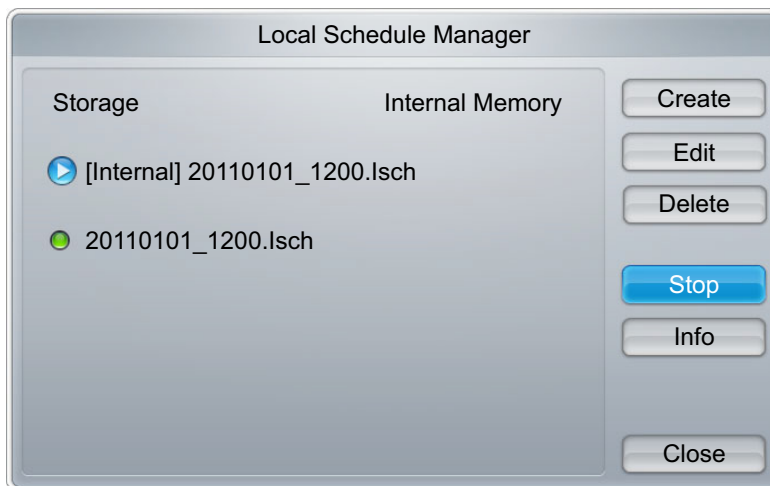 Local Schedule Manager
Storage Internal Memory
[Internal] 20110101_1200.lsch
20110101_1200.lsch
Create
Edit
Delete
Stop
Info
Close